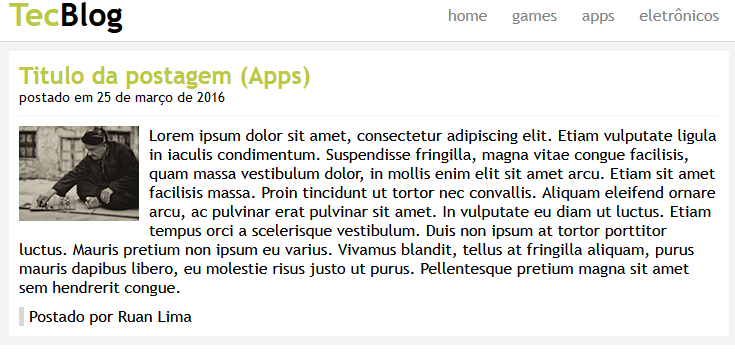 TecBlog
home games apps eletrônicos
Titulo da postagem (Apps)
postado em 25 de março de 2016
Lorem ipsum dolor sit amet, consectetur adipiscing elit. Etiam vulputate ligula
in iaculis condimentum. Suspendisse fringilla, magna vitae congue facilisis,
quam massa vestibulum dolor, in mollis enim elit sit amet arcu. Etiam sit amet
facilisis massa. Proin tincidunt ut tortor nec convallis. Aliquam eleifend ornare
arcu, ac pulvinar erat pulvinar sit amet. In vulputate eu diam ut luctus. Etiam
tempus orci a scelerisque vestibulum. Duis non ipsum at tortor porttitor
luctus. Mauris pretium non ipsum eu varius. Vivamus blandit, tellus at fringilla aliquam, purus
mauris dapibus libero, eu molestie risus justo ut purus. Pellentesque pretium magna sit amet
sem hendrerit congue.
Postado por Ruan Lima